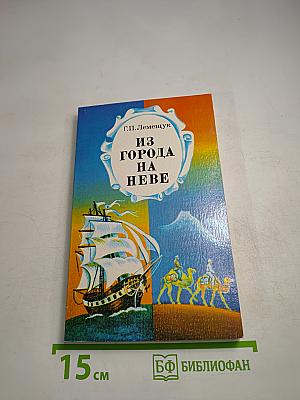 Г.П. Лемещук
ИЗ
ГОРОДА
НА
НЕВЕ
15 см
БФ БИБЛИОФАН